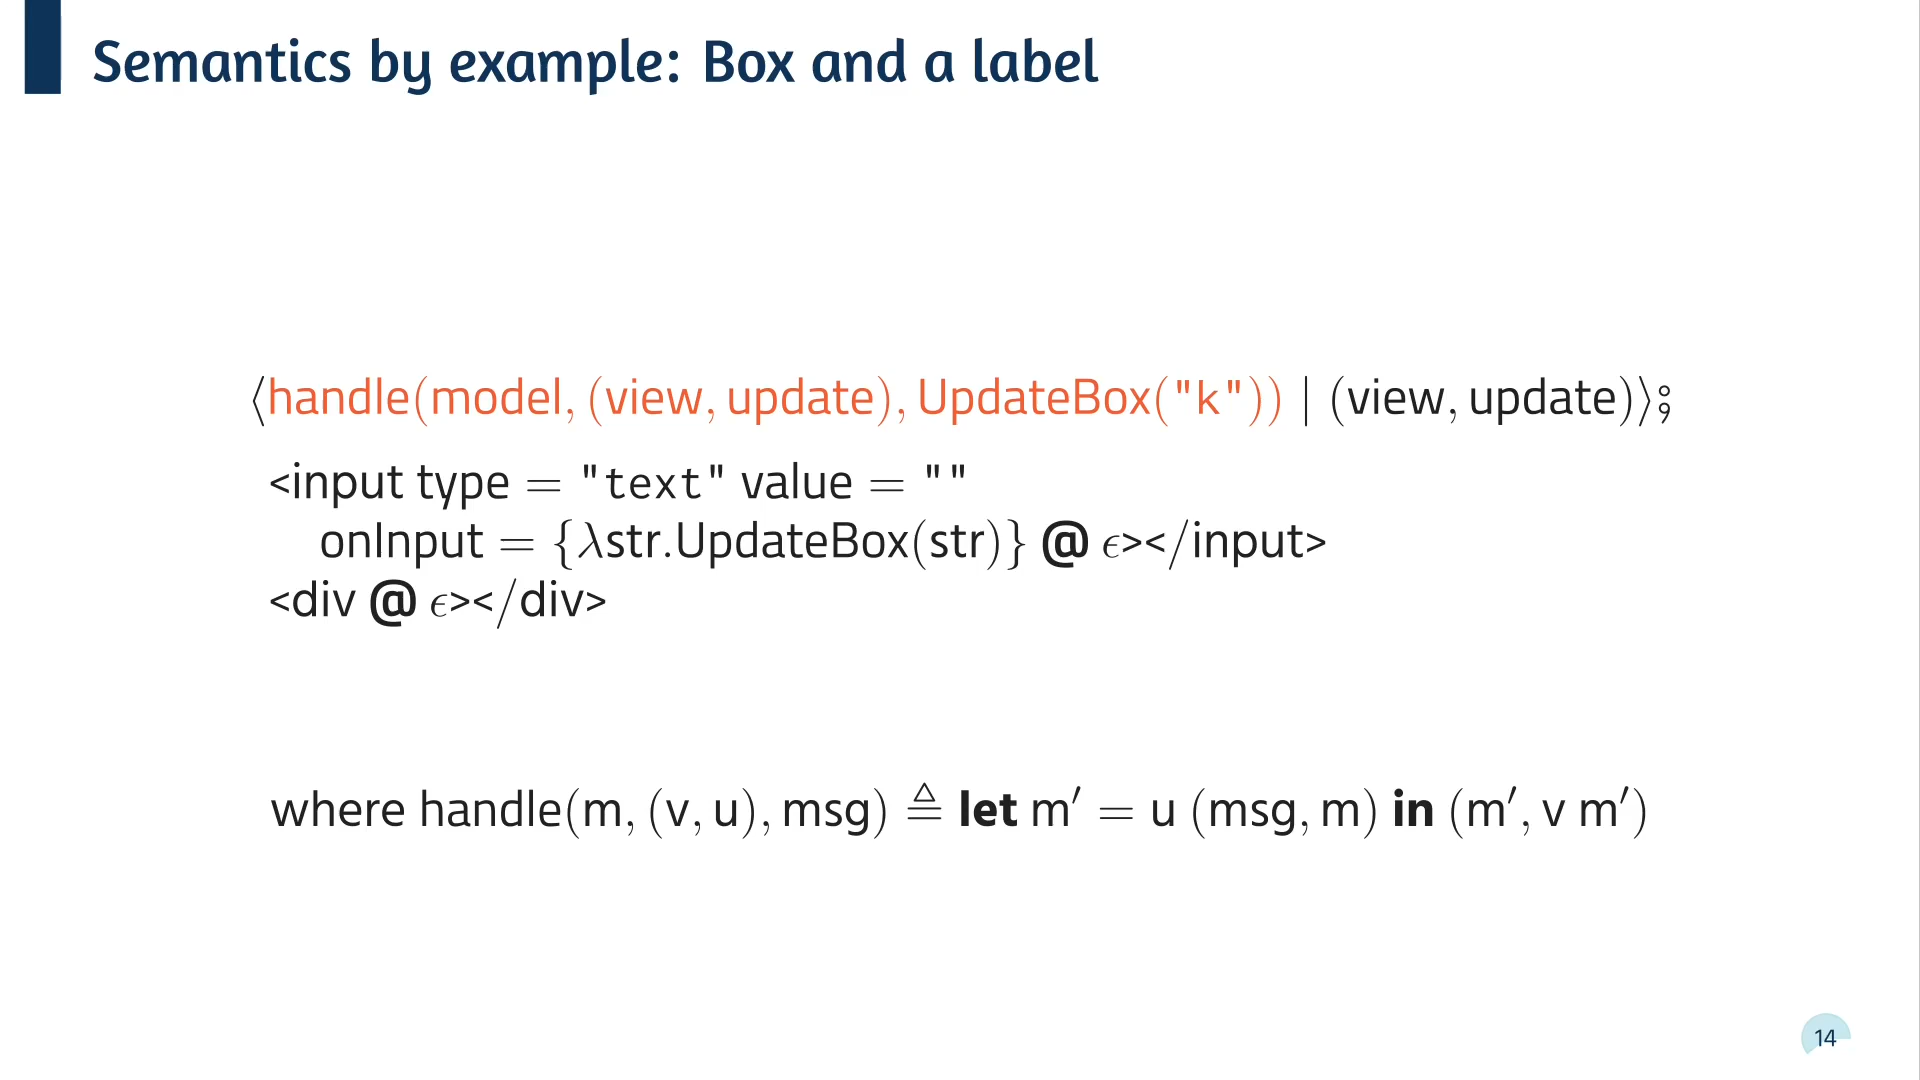 Semantics by example: Box and a label
⟨handle(model, (view, update), UpdateBox("k")) | (view, update)⟩⨟
<input type = "text" value = ""
onInput = {λstr.UpdateBox(str)} @ ϵ></input>
<div @ ϵ></div>
where handle(m, (v, u), msg) ≜ let m′ = u (msg, m) in (m′, v m′)
14